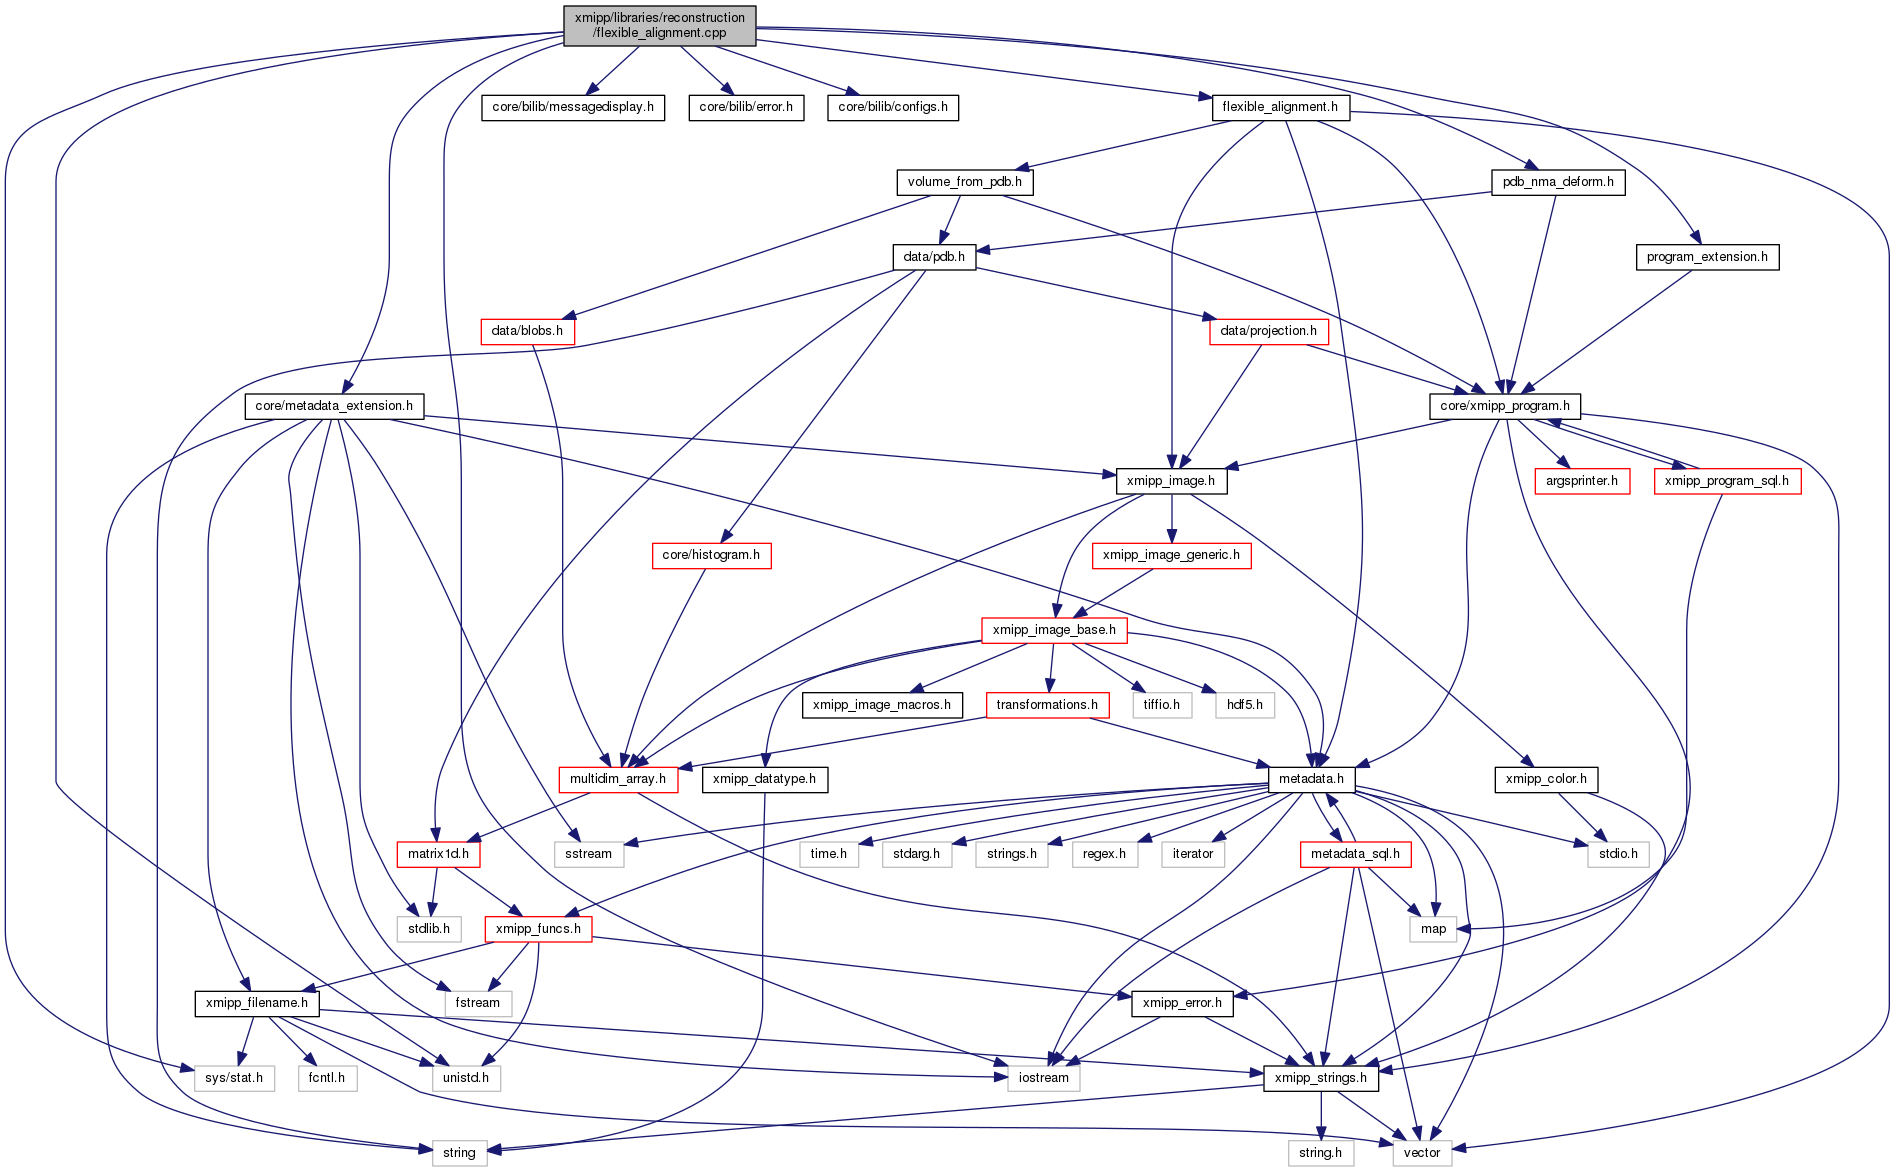 xmipp/libraries/reconstruction
/flexible_alignment.cpp
core/bilib/messagedisplay.h
core/bilib/error.h
core/bilib/configs.h
flexible_alignment.h
volume_from_pdb.h
pdb_nma_deform.h
data/pdb.h
program_extension.h
data/blobs.h
data/projection.h
core/metadata_extension.h
core/xmipp_program.h
xmipp_image.h
argsprinter.h
xmipp_program_sql.h
core/histogram.h
xmipp_image_generic.h
xmipp_image_base.h
xmipp_image_macros.h
transformations.h
tiffio.h
hdf5.h
multidim_array.h
xmipp_datatype.h
metadata.h
xmipp_color.h
matrix1d.h
sstream
time.h
stdarg.h
strings.h
regex.h
iterator
metadata_sql.h
stdio.h
stdlib.h
xmipp_funcs.h
map
xmipp_filename.h
fstream
xmipp_error.h
sys/stat.h
fcntl.h
unistd.h
iostream
xmipp_strings.h
string
string.h
vector